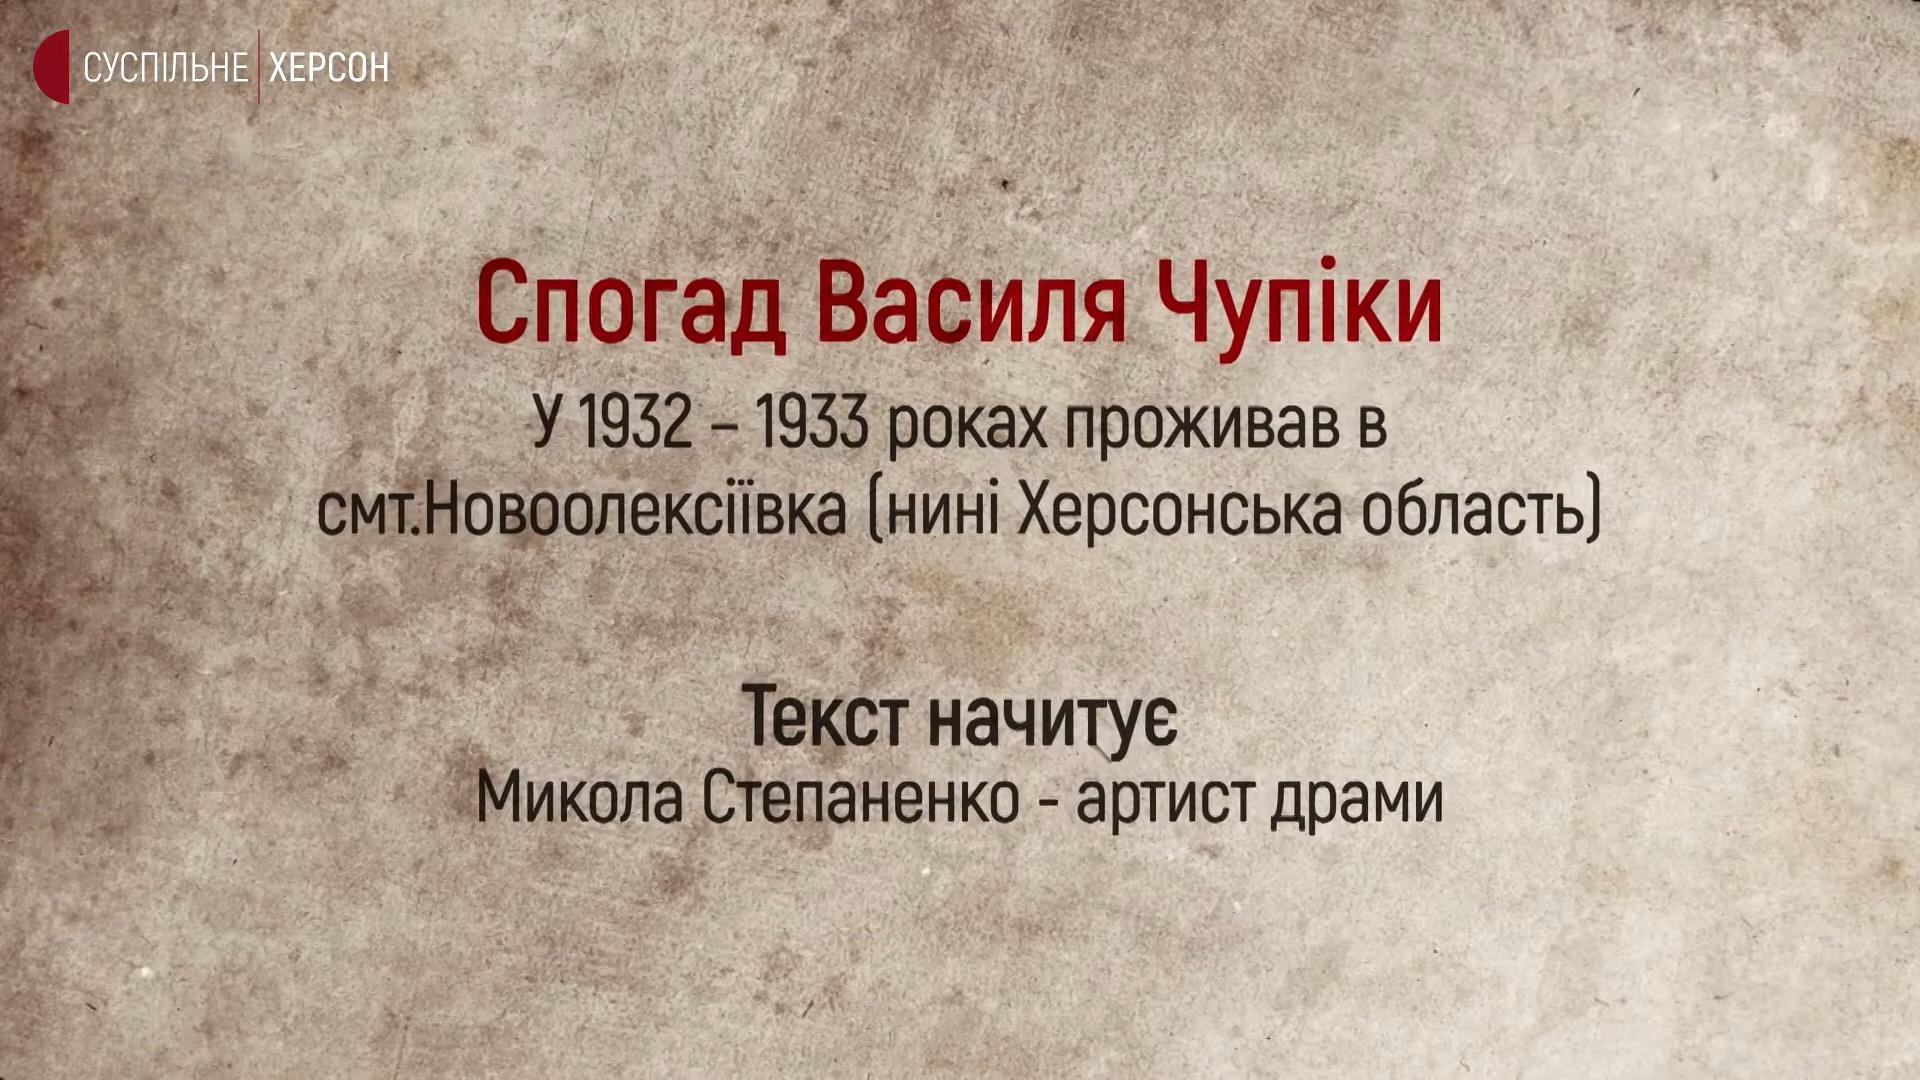 СУСПІЛЬНЕ ХЕРСОН
Спогад Василя Чупіки
У 1932 – 1933 роках проживав в
смт.Новоолексіївка (нині Херсонська область)
Текст начитує
Микола Степаненко - артист драми